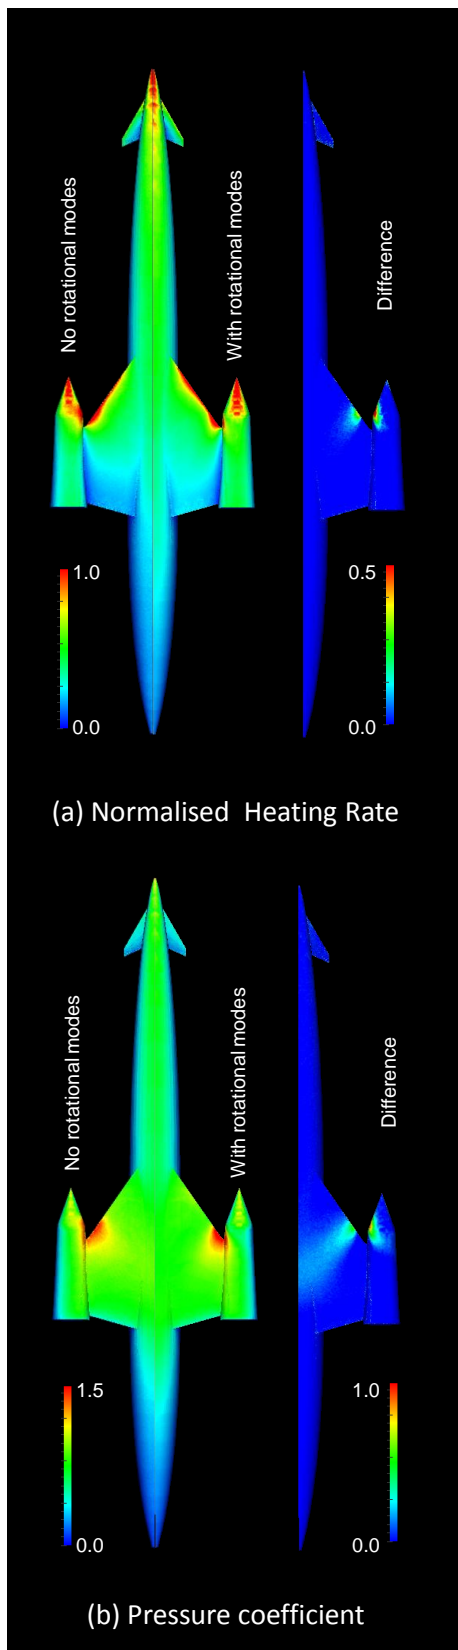 No rotational modes
With rotational modes
Difference
1.0
0.0
0.5
0.0
(a) Normalised  Heating Rate
No rotational modes
With rotational modes
Difference
1.5
0.0
1.0
0.0
(b) Pressure coefficient